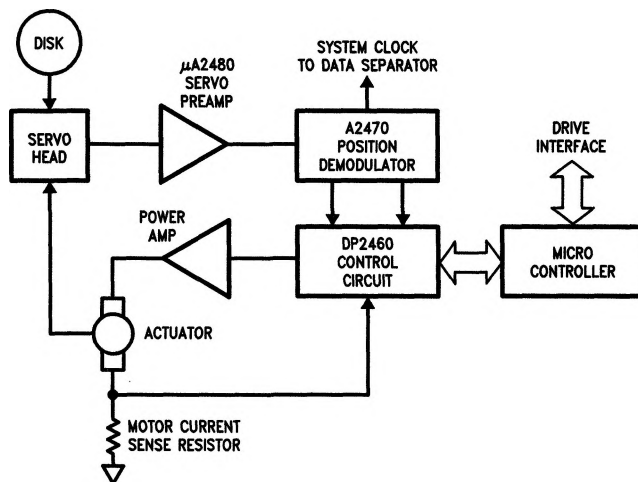 DISK
μA2480
SERVO
PREAMP
SYSTEM CLOCK
TO DATA SEPARATOR
SERVO
HEAD
A2470
POSITION
DEMODULATOR
DRIVE
INTERFACE
POWER
AMP
DP2460
CONTROL
CIRCUIT
MICRO
CONTROLLER
ACTUATOR
MOTOR CURRENT
SENSE RESISTOR